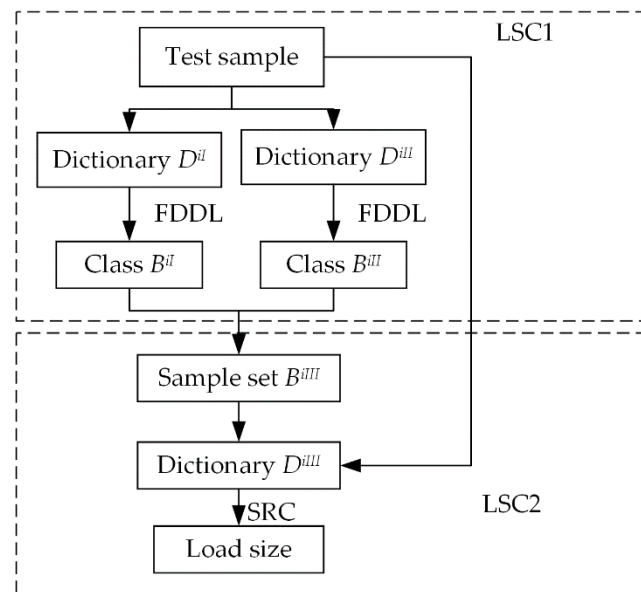 LSC1
Test sample
Dictionary D^{iI}
Dictionary D^{iII}
FDDL
FDDL
Class B^{iI}
Class B^{iII}
Sample set B^{iIII}
Dictionary D^{iIII}
SRC
LSC2
Load size